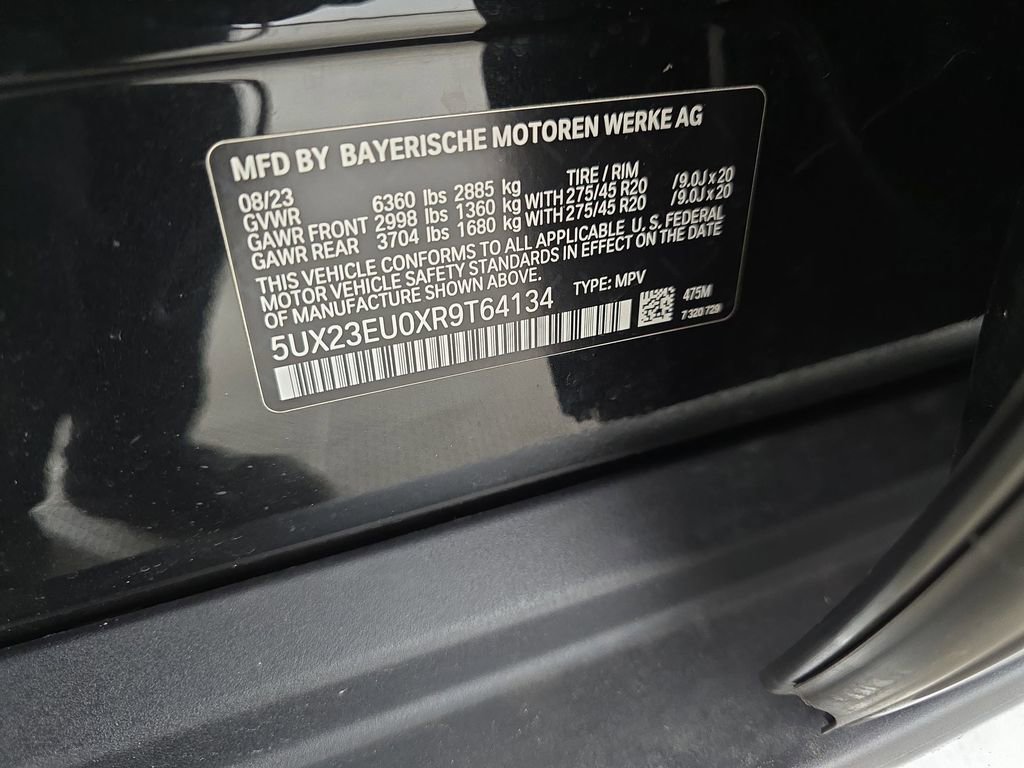 MFD BY BAYERISCHE MOTOREN WERKE AG
08/23 TIRE / RIM
GVWR 6360 lbs 2885 kg
GAWR FRONT 2998 lbs 1360 kg WITH 275/45 R20 /9.0J x 20
GAWR REAR 3704 lbs 1680 kg WITH 275/45 R20 /9.0J x 20
THIS VEHICLE CONFORMS TO ALL APPLICABLE U. S. FEDERAL
MOTOR VEHICLE SAFETY STANDARDS IN EFFECT ON THE DATE
OF MANUFACTURE SHOWN ABOVE. TYPE: MPV
5UX23EU0XR9T64134 475M
7 320 729